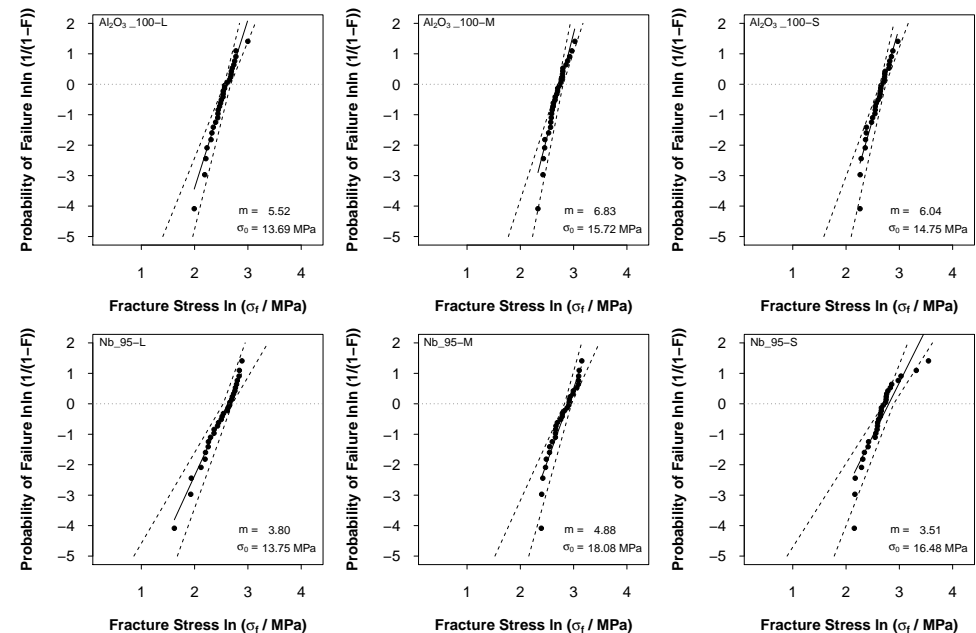 Al₂O₃_100−L
Probability of Failure lnln (1/(1−F))
2
1
0
−1
−2
−3
−4
−5
m = 5.52
σ₀ = 13.69 MPa
1 2 3 4
Fracture Stress ln (σf / MPa)
Al₂O₃_100−M
Probability of Failure lnln (1/(1−F))
2
1
0
−1
−2
−3
−4
−5
m = 6.83
σ₀ = 15.72 MPa
1 2 3 4
Fracture Stress ln (σf / MPa)
Al₂O₃_100−S
Probability of Failure lnln (1/(1−F))
2
1
0
−1
−2
−3
−4
−5
m = 6.04
σ₀ = 14.75 MPa
1 2 3 4
Fracture Stress ln (σf / MPa)
Nb_95−L
Probability of Failure lnln (1/(1−F))
2
1
0
−1
−2
−3
−4
−5
m = 3.80
σ₀ = 13.75 MPa
1 2 3 4
Fracture Stress ln (σf / MPa)
Nb_95−M
Probability of Failure lnln (1/(1−F))
2
1
0
−1
−2
−3
−4
−5
m = 4.88
σ₀ = 18.08 MPa
1 2 3 4
Fracture Stress ln (σf / MPa)
Nb_95−S
Probability of Failure lnln (1/(1−F))
2
1
0
−1
−2
−3
−4
−5
m = 3.51
σ₀ = 16.48 MPa
1 2 3 4
Fracture Stress ln (σf / MPa)